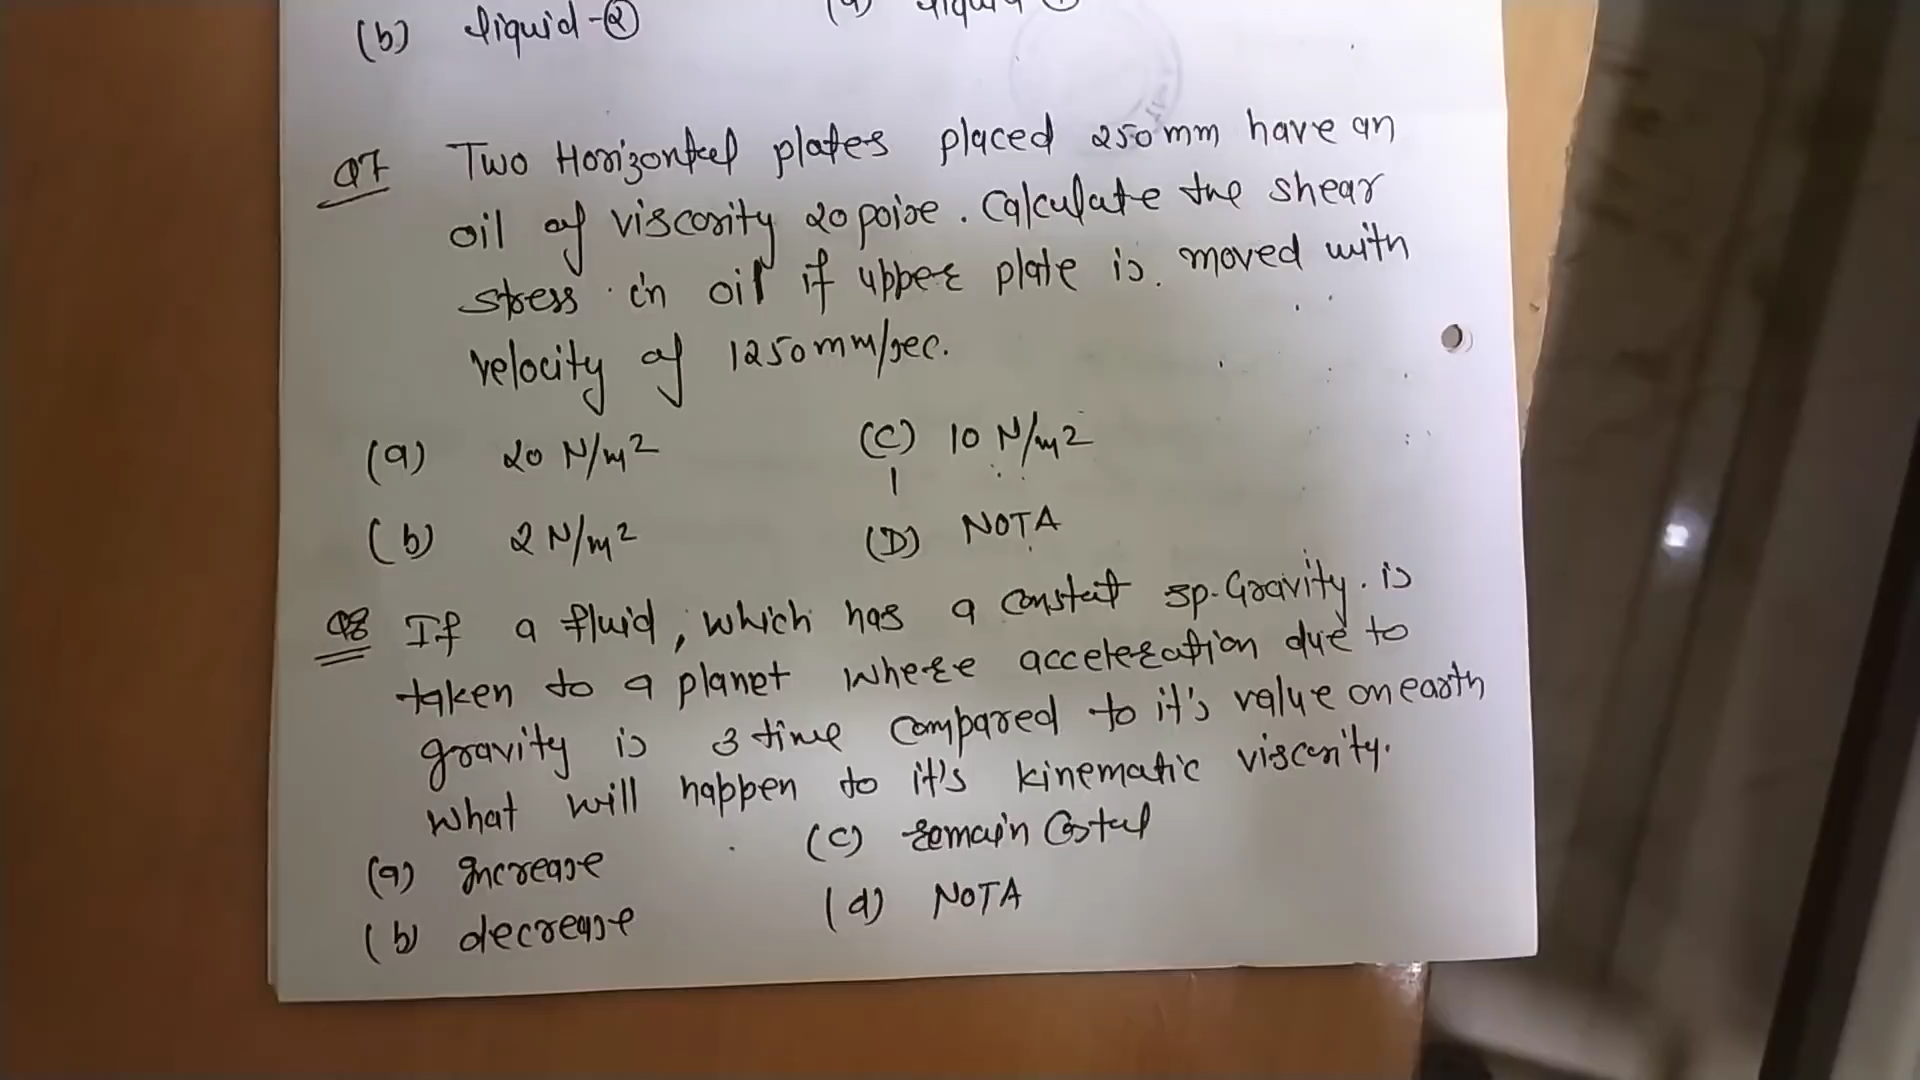 (b) liquid-②
Q7 Two Horizontal plates placed 250mm have an
oil of viscosity 20 poise. Calculate the shear
stress in oil if upper plate is moved with
velocity of 1250mm/sec.
(a) 20 N/m2 (C) 10 N/m2
(b) 2 N/m2 (D) NOTA
Q8 If a fluid, which has a constant sp. Gravity. is
taken to a planet where acceleration due to
gravity is 3 time compared to it's value on earth
what will happen to it's kinematic viscosity.
(a) Increase (C) remain
(b) decrease (d) NOTA